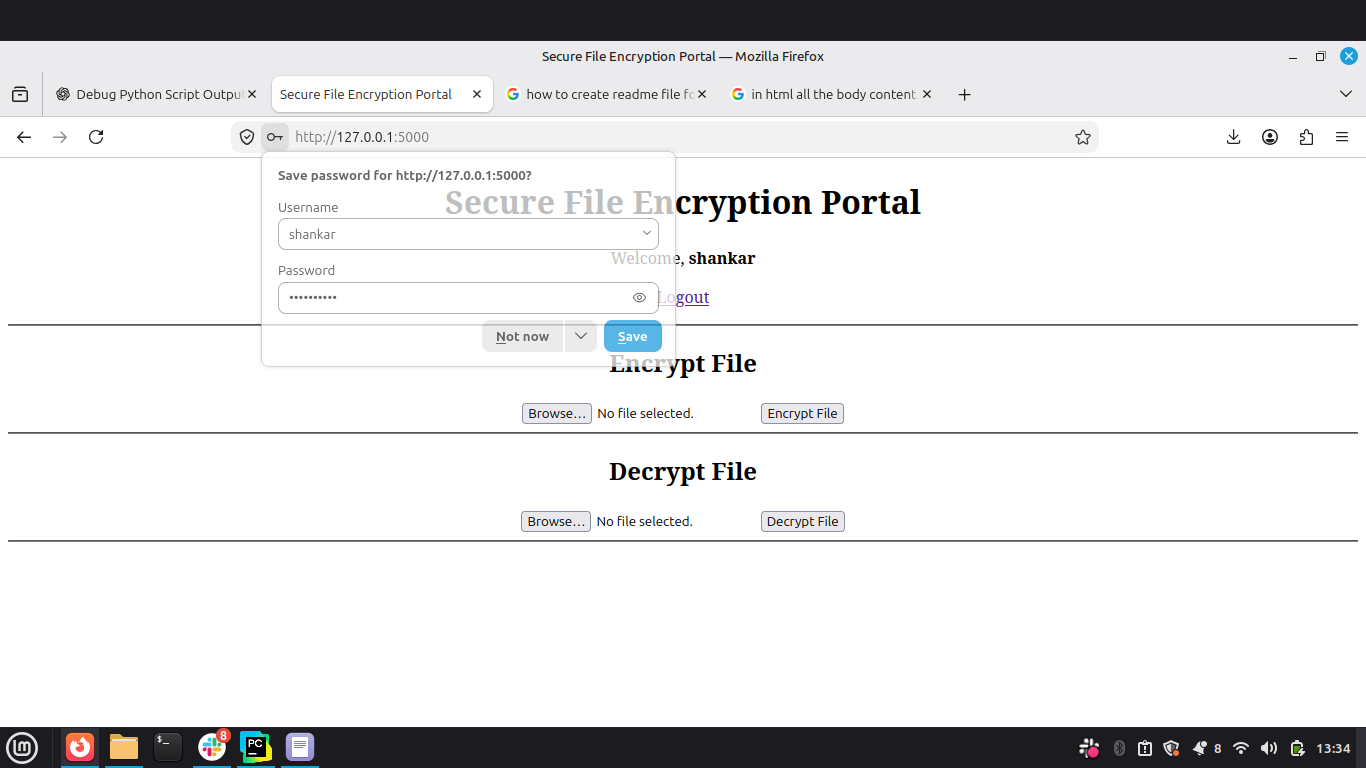 Secure File Encryption Portal — Mozilla Firefox
Debug Python Script Outpu
Secure File Encryption Portal
how to create readme file fo
in html all the body content
http://127.0.0.1:5000
Save password for http://127.0.0.1:5000?
Username
shankar
Password
••••••••••
Not now
Save
Secure File Encryption Portal
Welcome, shankar
Logout
Encrypt File
Browse… No file selected. Encrypt File
Decrypt File
Browse… No file selected. Decrypt File
lm
$_
8
PC
8
13:34